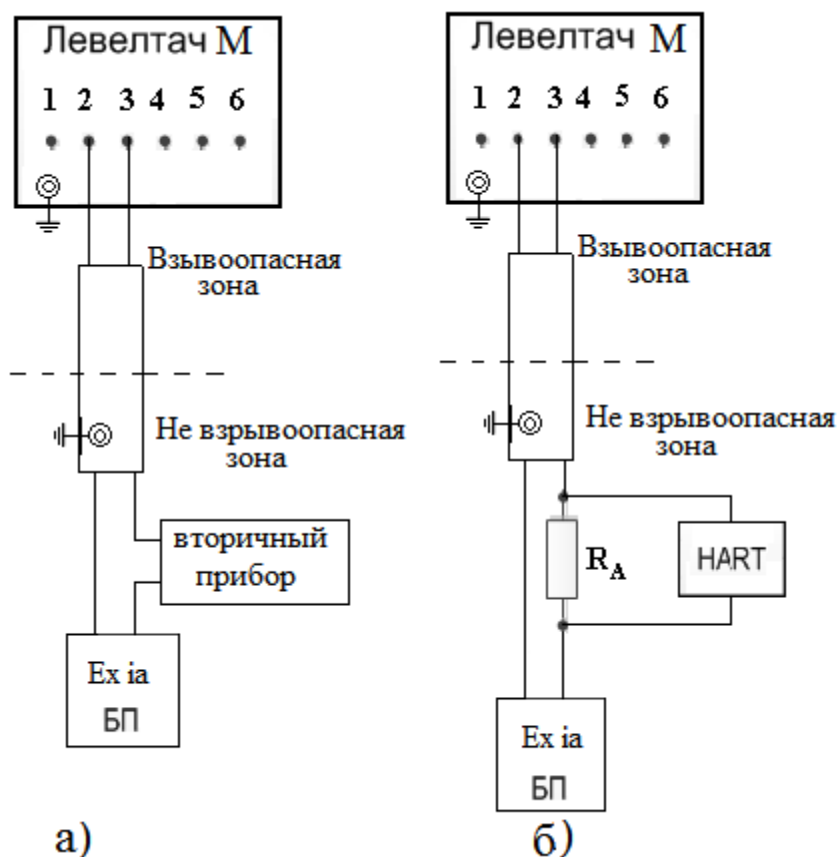 Левелтач М
1 2 3 4 5 6
Взывоопасная
зона
Не взрывоопасная
зона
вторичный
прибор
Ex ia
БП
а)
Левелтач М
1 2 3 4 5 6
Взывоопасная
зона
Не взрывоопасная
зона
RA
HART
Ex ia
БП
б)